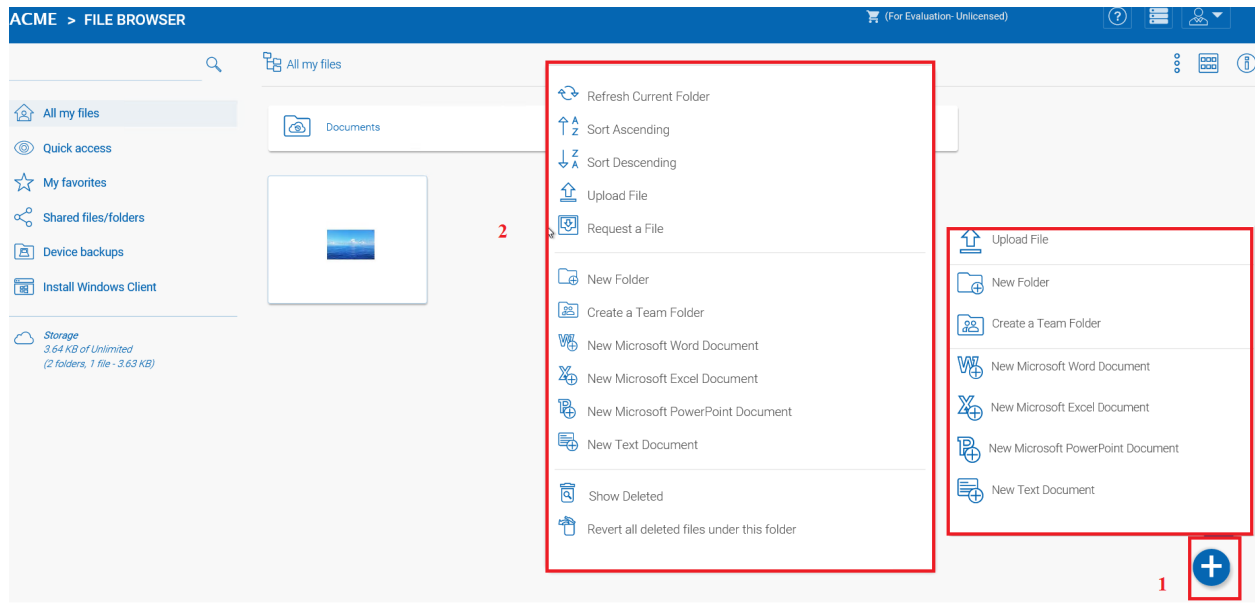 ACME > FILE BROWSER
(For Evaluation- Unlicensed)
All my files
Quick access
My favorites
Shared files/folders
Device backups
Install Windows Client
Storage
3.64 KB of Unlimited
(2 folders, 1 file - 3.63 KB)
All my files
Documents
2
Refresh Current Folder
Sort Ascending
Sort Descending
Upload File
Request a File
New Folder
Create a Team Folder
New Microsoft Word Document
New Microsoft Excel Document
New Microsoft PowerPoint Document
New Text Document
Show Deleted
Revert all deleted files under this folder
Upload File
New Folder
Create a Team Folder
New Microsoft Word Document
New Microsoft Excel Document
New Microsoft PowerPoint Document
New Text Document
1